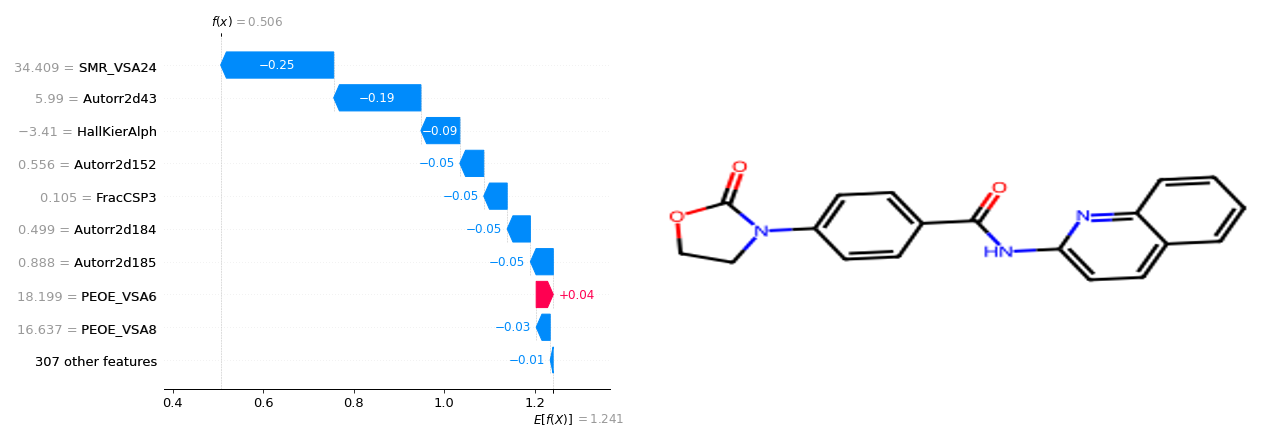 f(x) = 0.506
34.409 = SMR_VSA24
−0.25
5.99 = Autorr2d43
−0.19
−3.41 = HallKierAlph
−0.09
0.556 = Autorr2d152
−0.05
0.105 = FracCSP3
−0.05
0.499 = Autorr2d184
−0.05
0.888 = Autorr2d185
−0.05
18.199 = PEOE_VSA6
+0.04
16.637 = PEOE_VSA8
−0.03
307 other features
−0.01
0.4 0.6 0.8 1.0 1.2
E[f(X)] = 1.241
O
O
N
O
HN
N